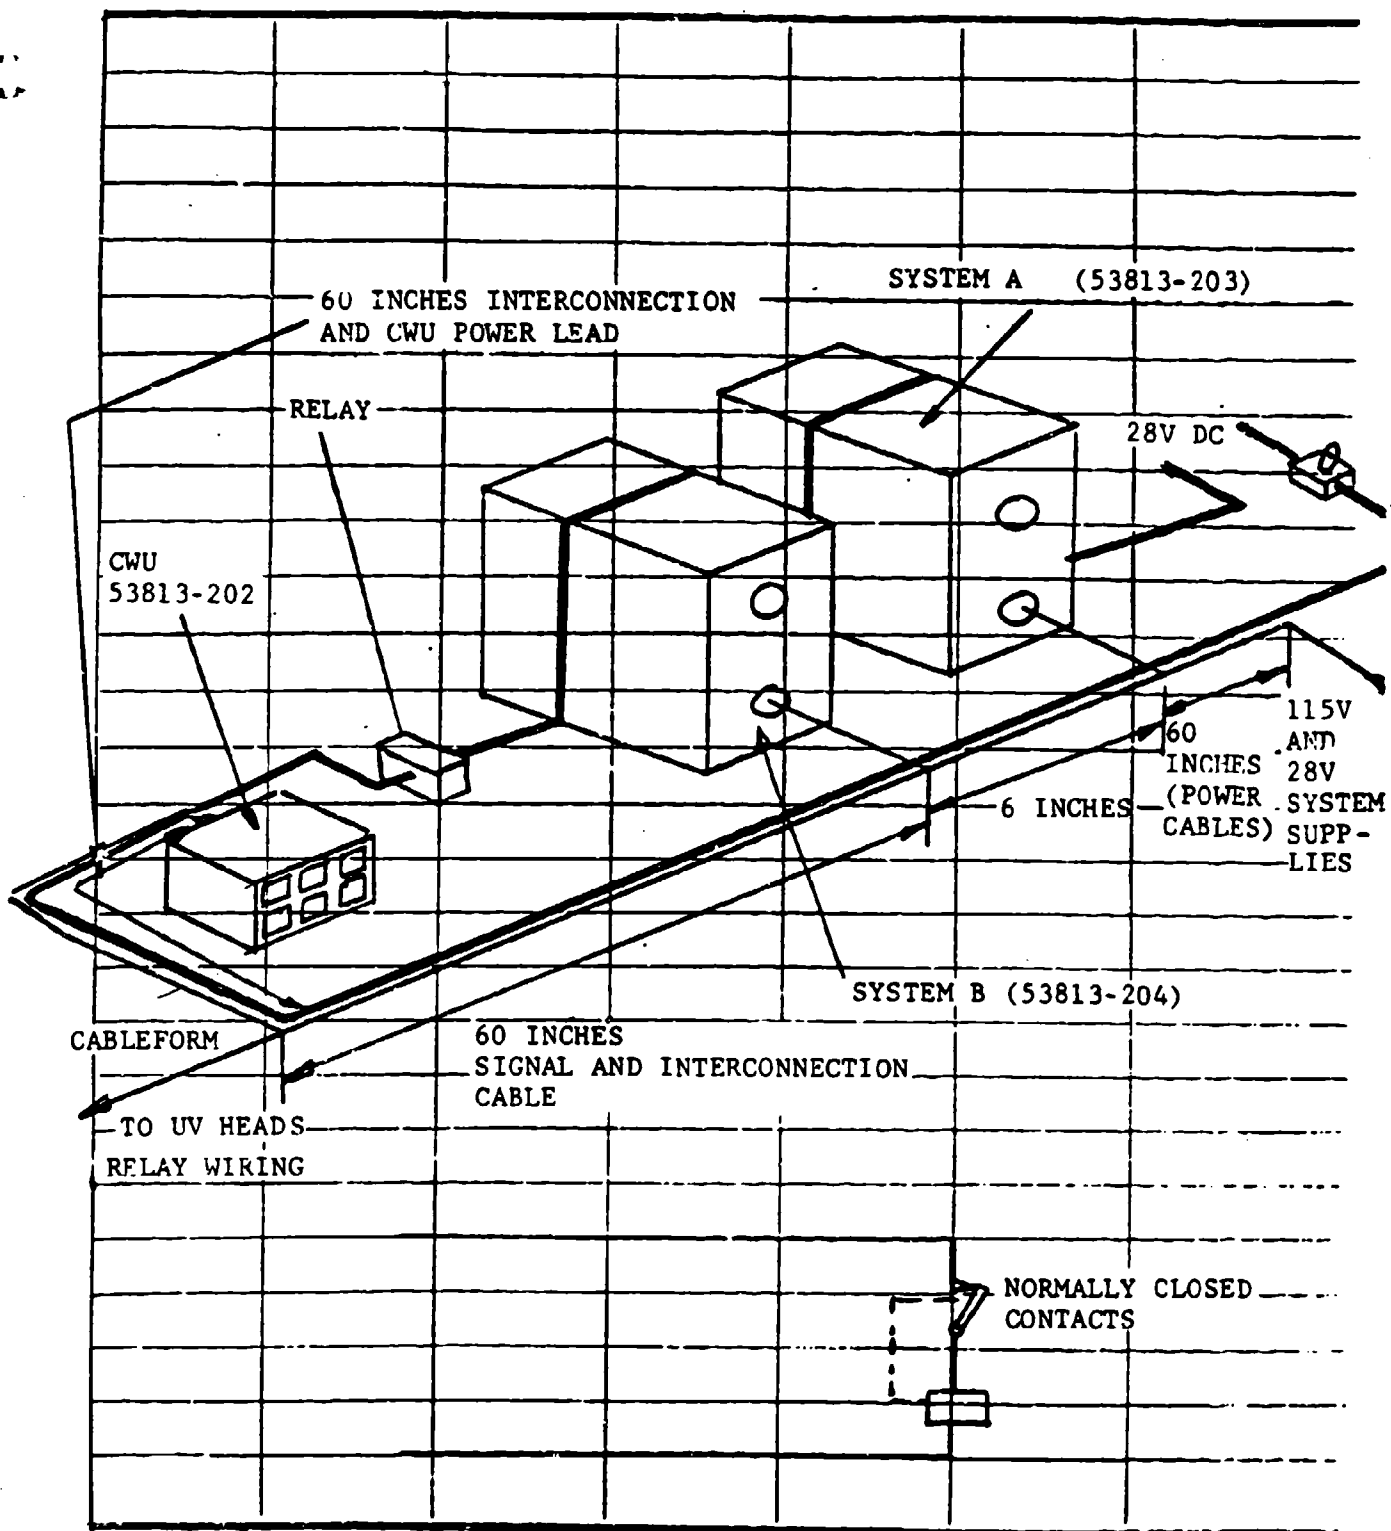 SYSTEM A (53813-203)
60 INCHES INTERCONNECTION
AND CWU POWER LEAD
RELAY
28V DC
CWU
53813-202
115V
AND
28V
SYSTEM
SUPP-
LIES
60
INCHES
(POWER
CABLES)
6 INCHES
SYSTEM B (53813-204)
CABLEFORM
60 INCHES
SIGNAL AND INTERCONNECTION
CABLE
TO UV HEADS
RELAY WIRING
NORMALLY CLOSED
CONTACTS